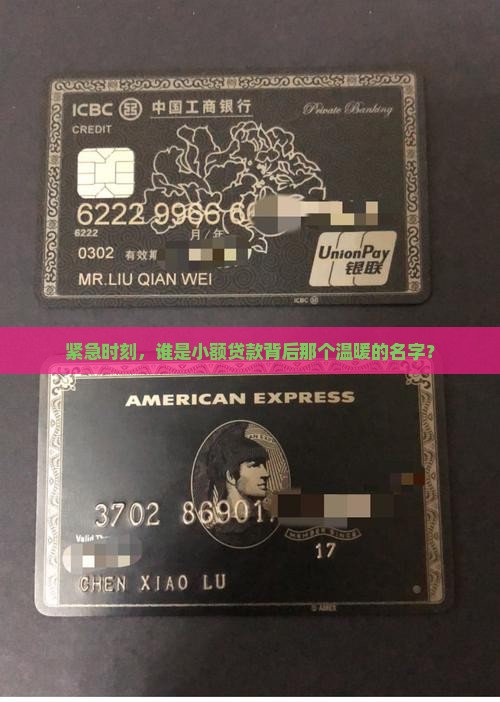 ICBC 中国工商银行 Private Banking
CREDIT
6222 9966 6
6222
月/年
0302 有效期
UnionPay
银联
MR.LIU QIAN WEI
ICBC
紧急时刻，谁是小额贷款背后那个温暖的名字？
AMERICAN EXPRESS
3702 86901
MEMBER SINCE
Valid Th
17
CHEN XIAO LU
© AMEX